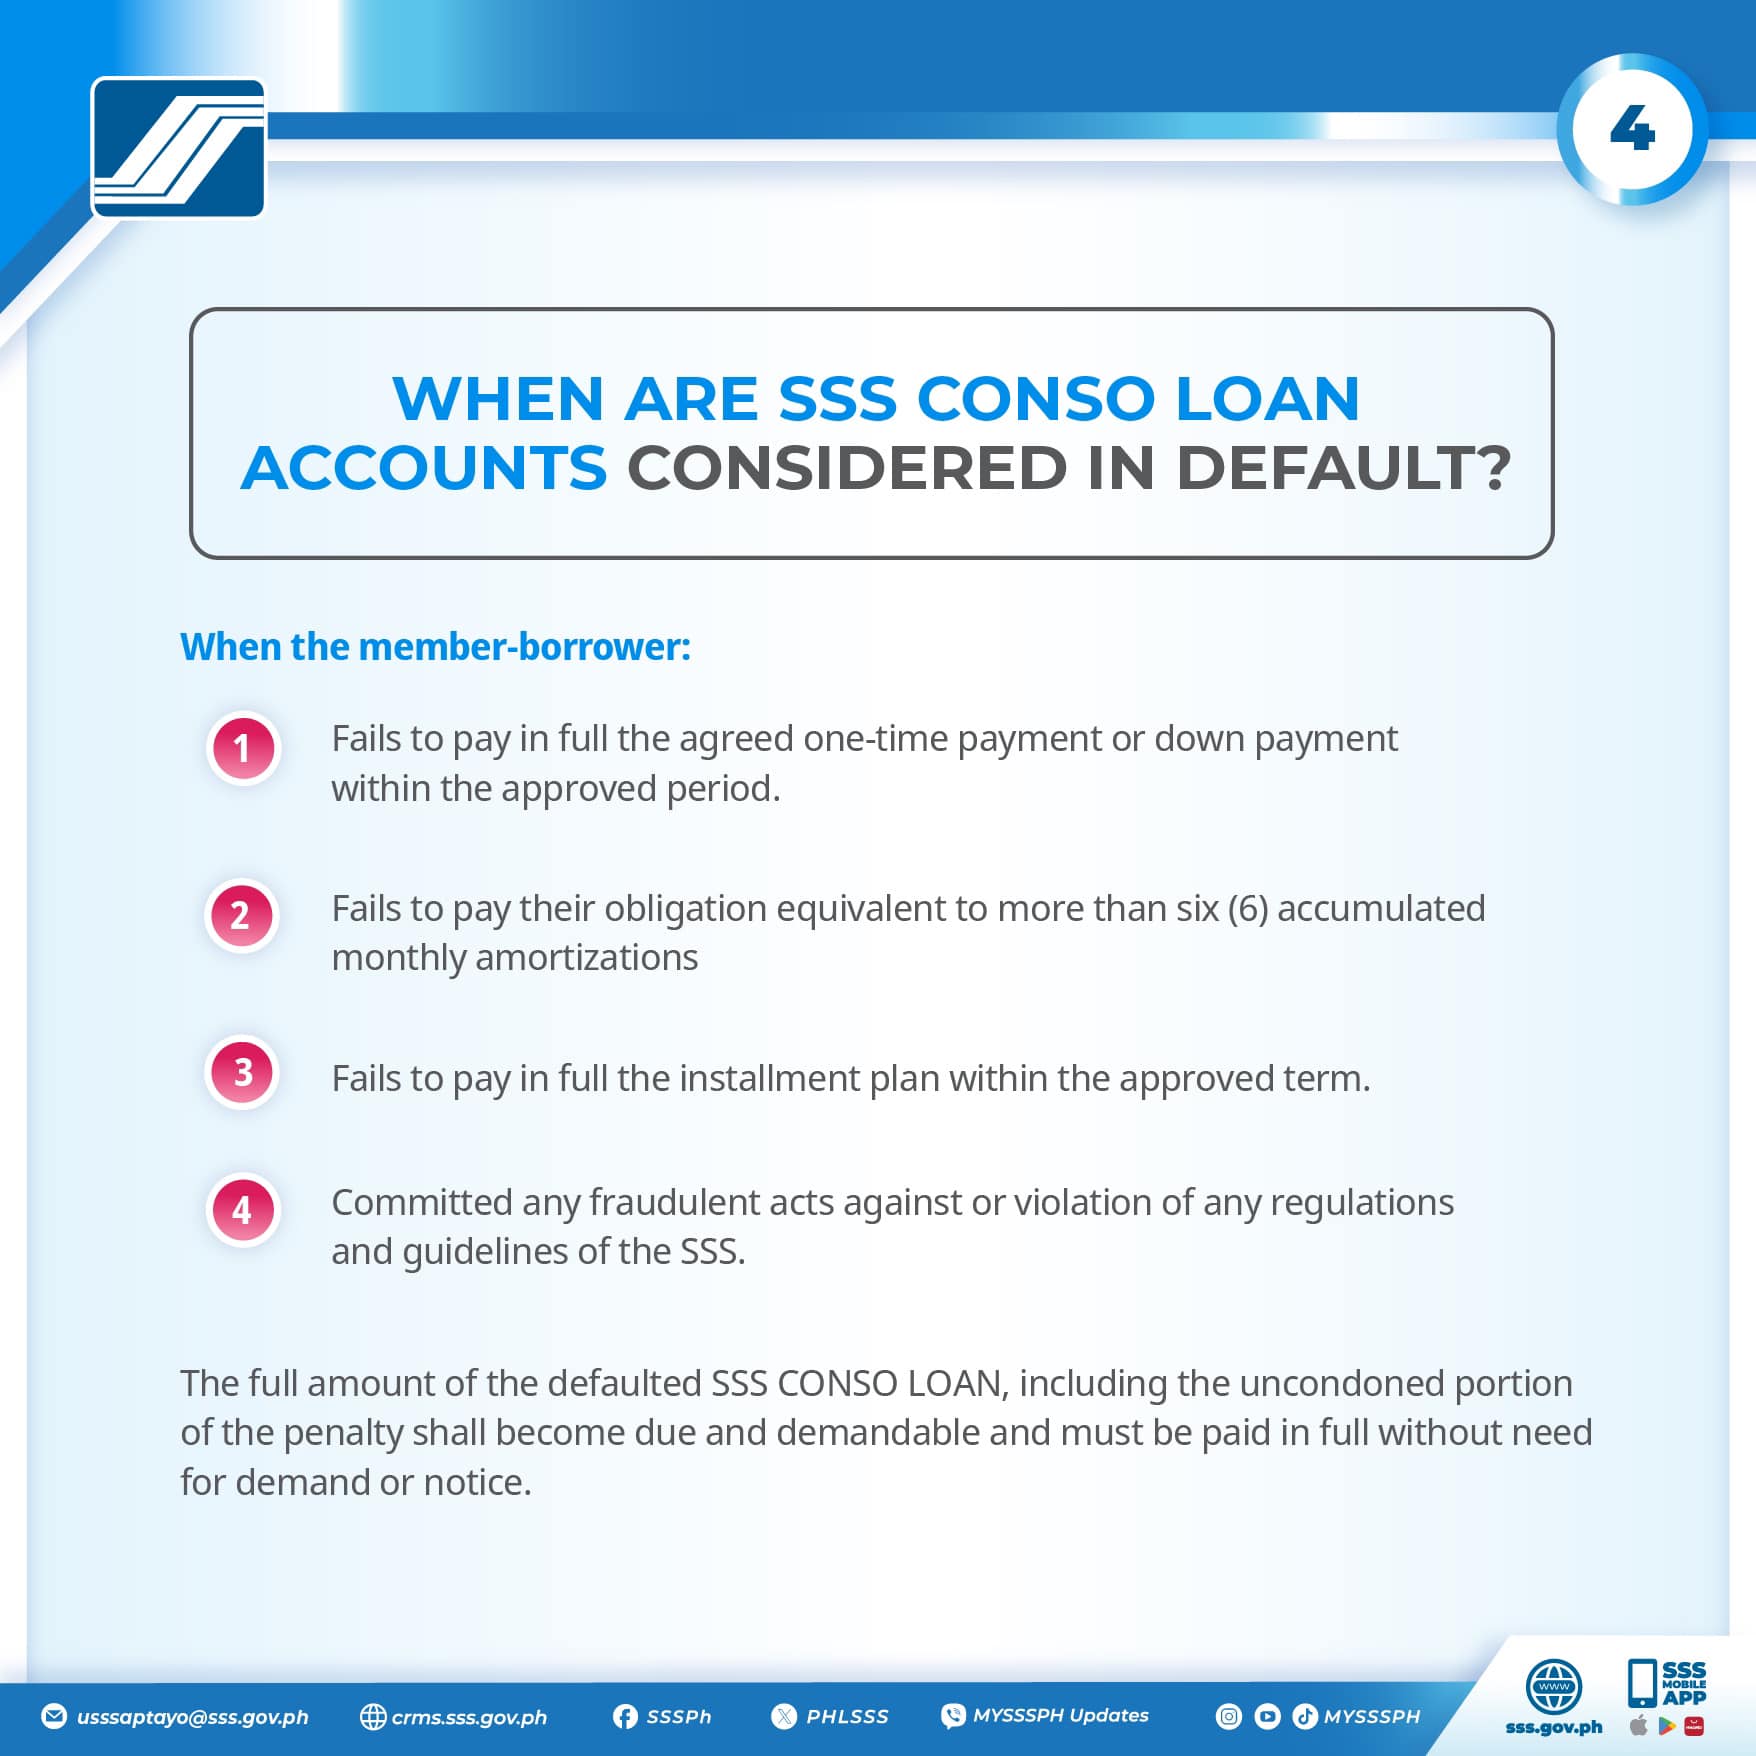 4
WHEN ARE SSS CONSO LOAN
ACCOUNTS CONSIDERED IN DEFAULT?
When the member-borrower:
1
Fails to pay in full the agreed one-time payment or down payment
within the approved period.
2
Fails to pay their obligation equivalent to more than six (6) accumulated
monthly amortizations
3
Fails to pay in full the installment plan within the approved term.
4
Committed any fraudulent acts against or violation of any regulations
and guidelines of the SSS.
The full amount of the defaulted SSS CONSO LOAN, including the uncondoned portion
of the penalty shall become due and demandable and must be paid in full without need
for demand or notice.
usssaptayo@sss.gov.ph
crms.sss.gov.ph
SSSPh
PHLSSS
MYSSSPH Updates
MYSSSPH
www
sss.gov.ph
SSS
MOBILE
APP